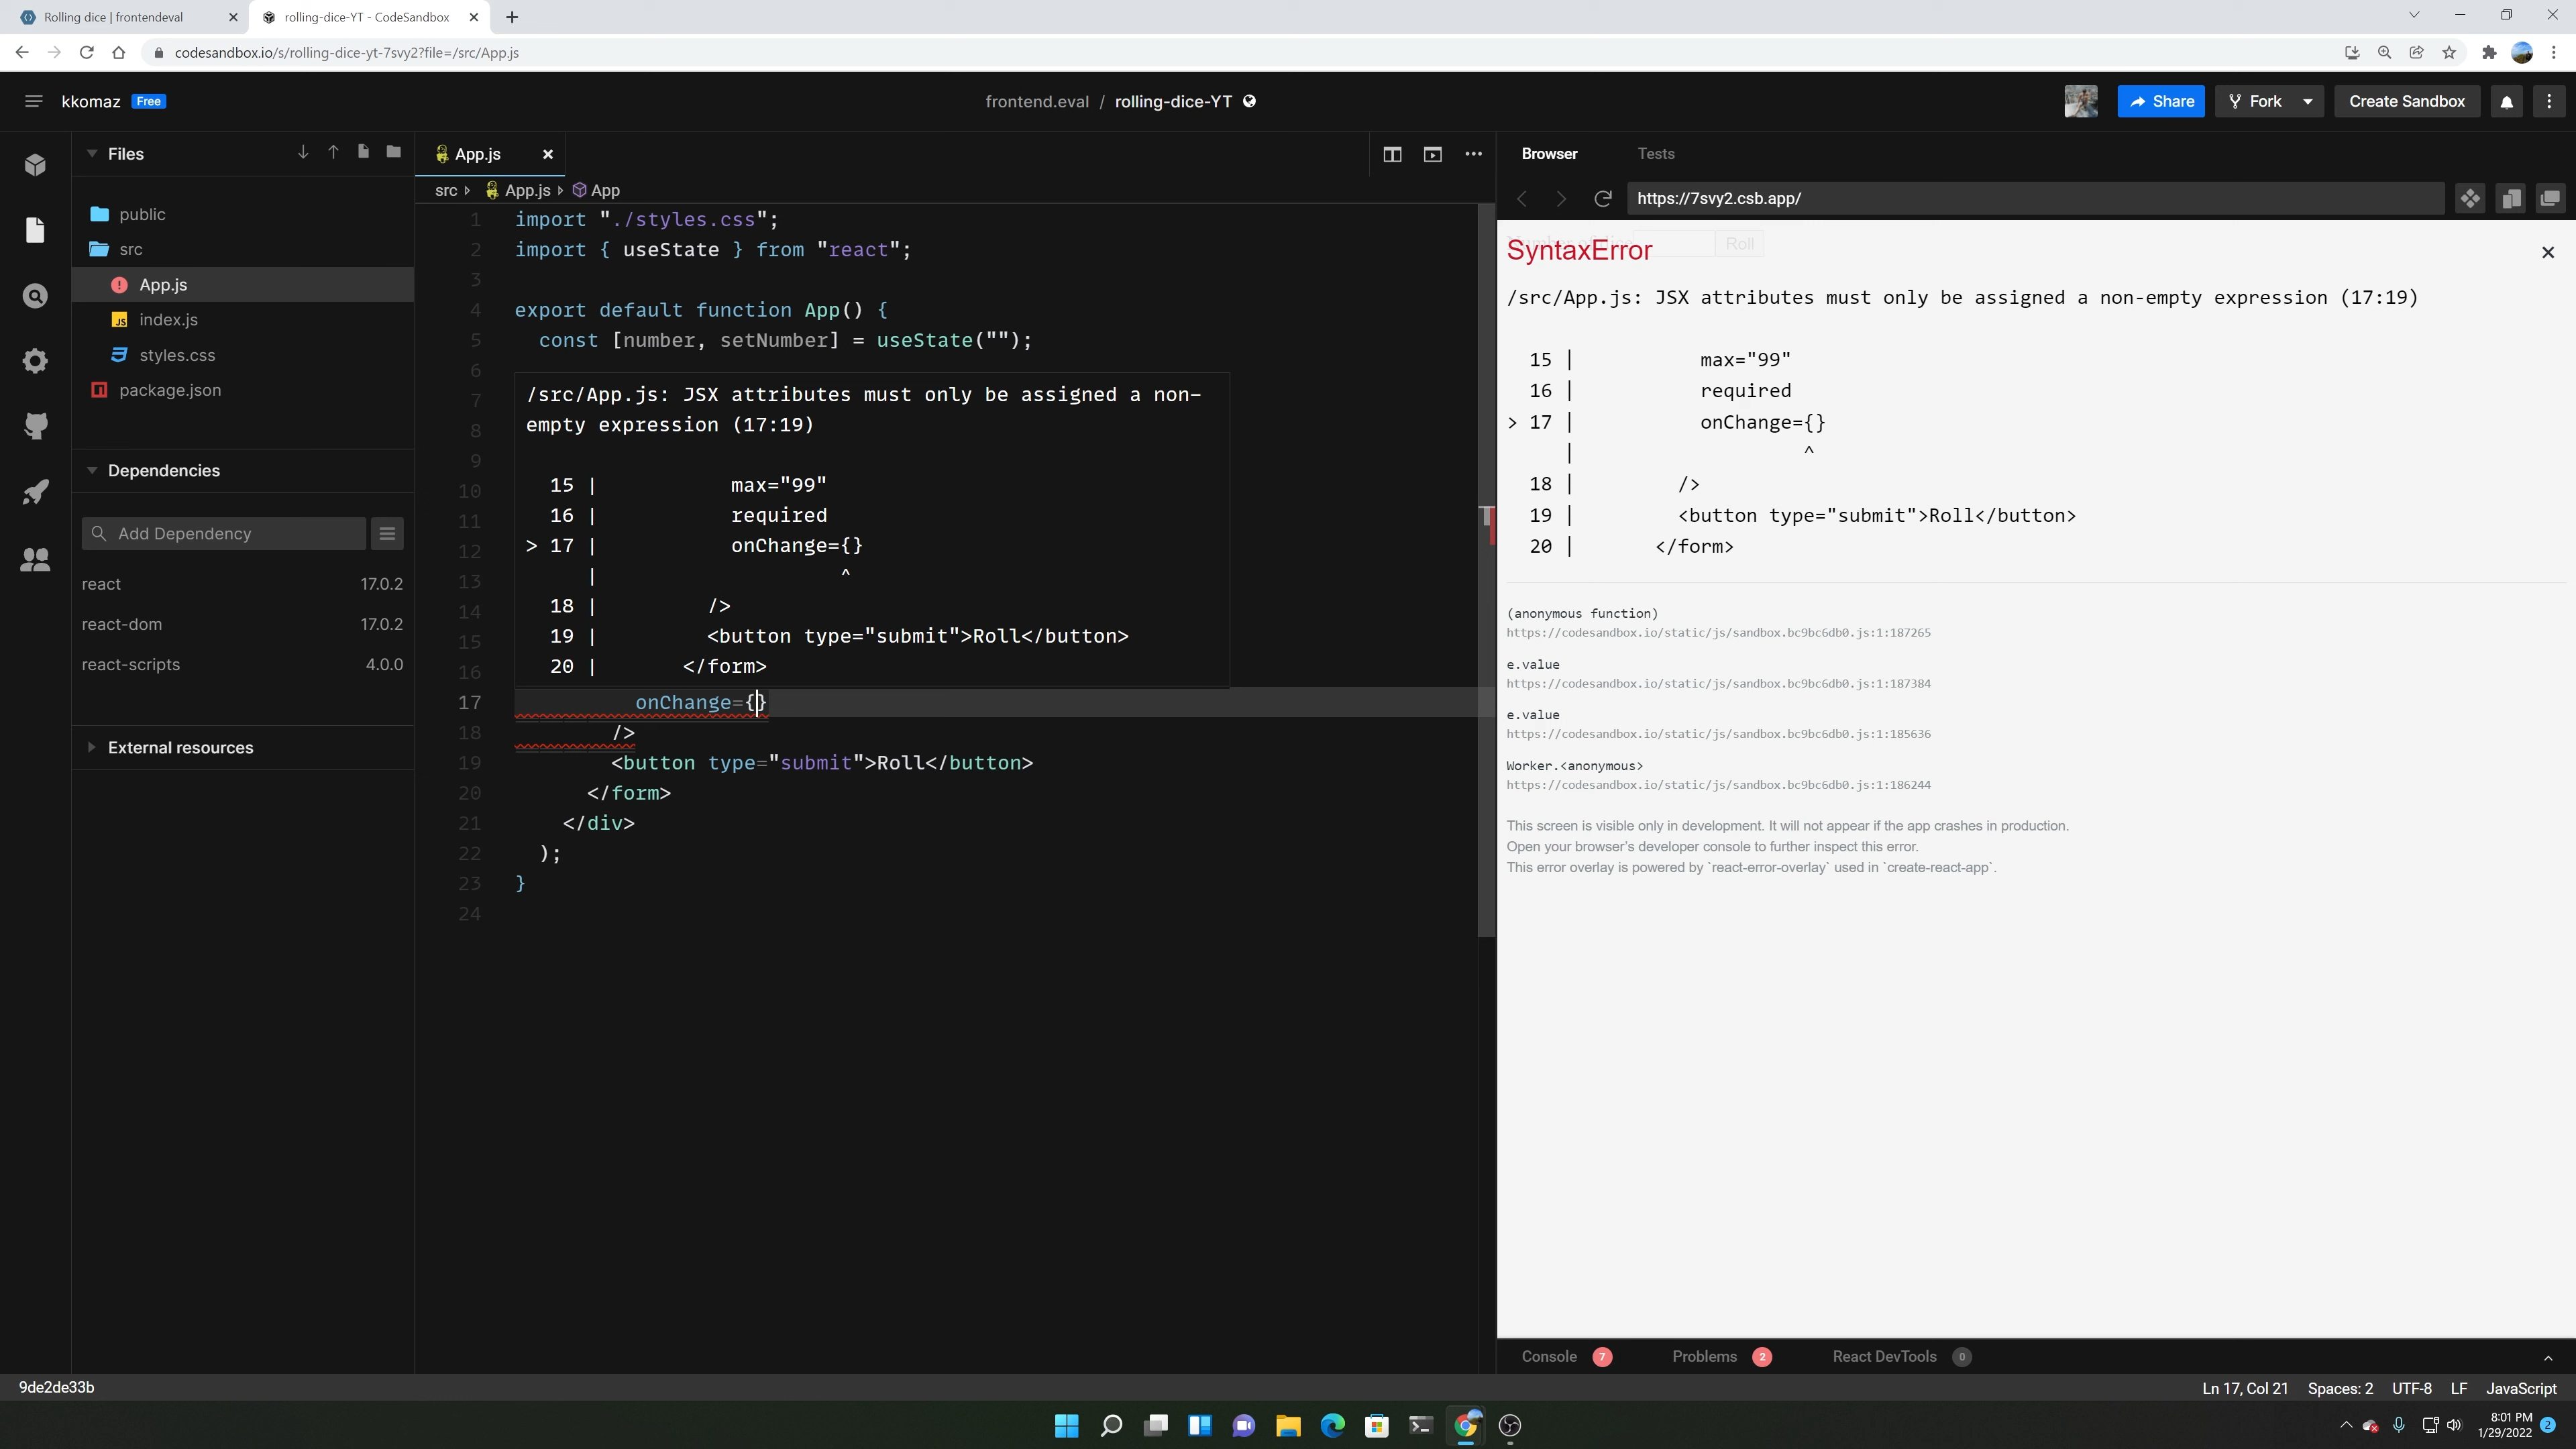 Rolling dice | frontendeval
rolling-dice-YT - CodeSandbox
codesandbox.io/s/rolling-dice-yt-7svy2?file=/src/App.js
kkomaz
Free
frontend.eval / rolling-dice-YT
Share
Fork
Create Sandbox
Files
public
src
App.js
index.js
styles.css
package.json
Dependencies
Add Dependency
react 17.0.2
react-dom 17.0.2
react-scripts 4.0.0
External resources
App.js
src App.js App
1 import "./styles.css";
2 import { useState } from "react";
3
4 export default function App() {
5 const [number, setNumber] = useState("");
6
7
8
9
10
11
12
13
14
15
16
/src/App.js: JSX attributes must only be assigned a non-
empty expression (17:19)
15 | max="99"
16 | required
> 17 | onChange={}
| ^
18 | />
19 | <button type="submit">Roll</button>
20 | </form>
17 onChange={}
18 />
19 <button type="submit">Roll</button>
20 </form>
21 </div>
22 );
23 }
24
Browser
Tests
https://7svy2.csb.app/
Roll
SyntaxError
/src/App.js: JSX attributes must only be assigned a non-empty expression (17:19)
15 | max="99"
16 | required
> 17 | onChange={}
| ^
18 | />
19 | <button type="submit">Roll</button>
20 | </form>
(anonymous function)
https://codesandbox.io/static/js/sandbox.bc9bc6db0.js:1:187265
e.value
https://codesandbox.io/static/js/sandbox.bc9bc6db0.js:1:187384
e.value
https://codesandbox.io/static/js/sandbox.bc9bc6db0.js:1:185636
Worker.<anonymous>
https://codesandbox.io/static/js/sandbox.bc9bc6db0.js:1:186244
This screen is visible only in development. It will not appear if the app crashes in production.
Open your browser's developer console to further inspect this error.
This error overlay is powered by `react-error-overlay` used in `create-react-app`.
Console 7
Problems 2
React DevTools 0
9de2de33b
Ln 17, Col 21
Spaces: 2
UTF-8
LF
JavaScript
8:01 PM
1/29/2022
2